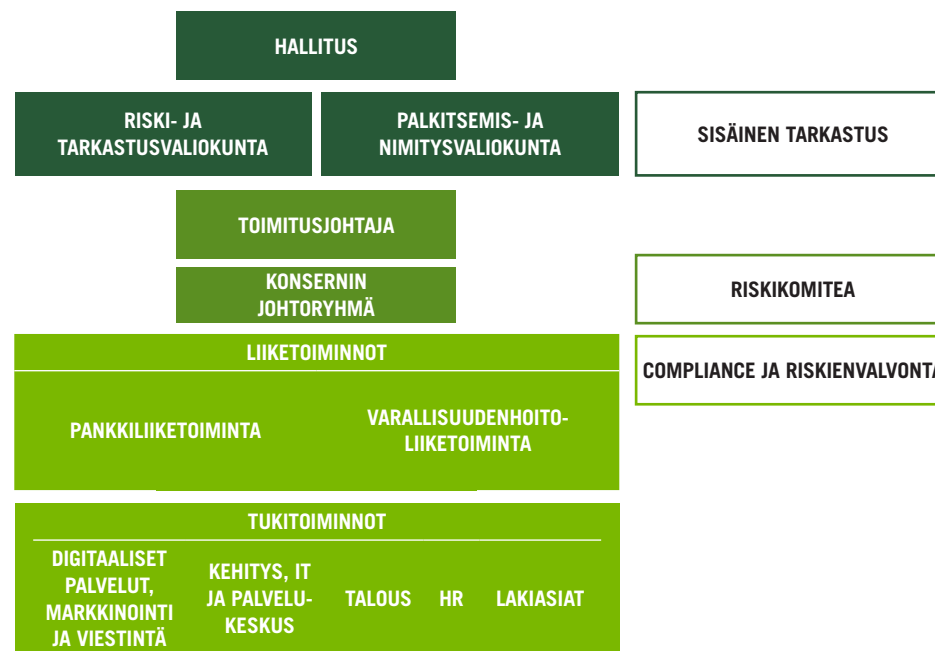 HALLITUS
RISKI- JA
TARKASTUSVALIOKUNTA
PALKITSEMIS- JA
NIMITYSVALIOKUNTA
SISÄINEN TARKASTUS
TOIMITUSJOHTAJA
KONSERNIN
JOHTORYHMÄ
RISKIKOMITEA
LIIKETOIMINNOT
COMPLIANCE JA RISKIENVALVONTA
PANKKILIIKETOIMINTA
VARALLISUUDENHOITO-
LIIKETOIMINTA
TUKITOIMINNOT
DIGITAALISET
PALVELUT,
MARKKINOINTI
JA VIESTINTÄ
KEHITYS, IT
JA PALVELU-
KESKUS
TALOUS
HR
LAKIASIAT